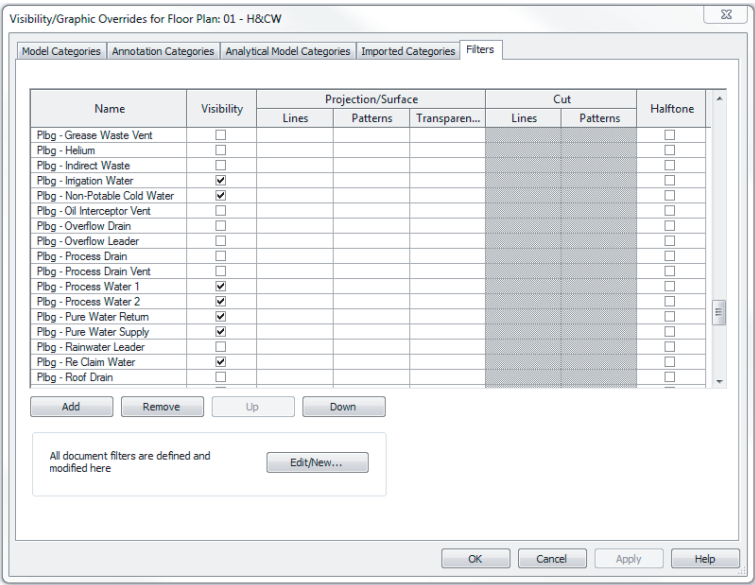 Visibility/Graphic Overrides for Floor Plan: 01 - H&CW
Model Categories Annotation Categories Analytical Model Categories Imported Categories Filters
Name Visibility Projection/Surface Cut Halftone
Lines Patterns Transparen... Lines Patterns
Plbg - Grease Waste Vent
Plbg - Helium
Plbg - Indirect Waste
Plbg - Irrigation Water
Plbg - Non-Potable Cold Water
Plbg - Oil Interceptor Vent
Plbg - Overflow Drain
Plbg - Overflow Leader
Plbg - Process Drain
Plbg - Process Drain Vent
Plbg - Process Water 1
Plbg - Process Water 2
Plbg - Pure Water Return
Plbg - Pure Water Supply
Plbg - Rainwater Leader
Plbg - Re Claim Water
Plbg - Roof Drain
Add Remove Up Down
All document filters are defined and
modified here
Edit/New...
OK Cancel Apply Help